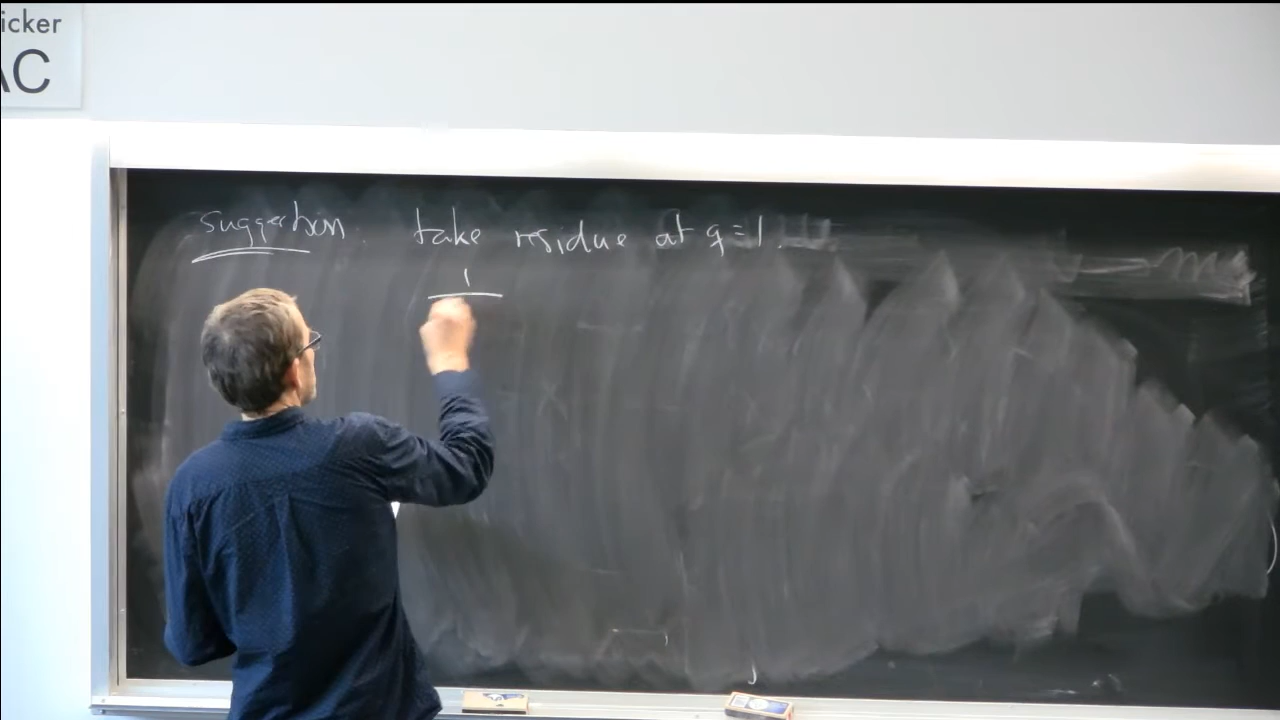 icker
AC
suggestion. take residue at q=1.
1